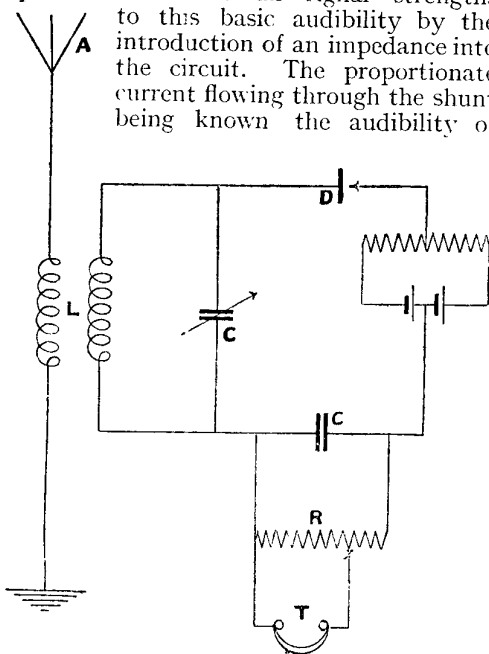 to this basic audibility by the
introduction of an impedance into
the circuit. The proportionate
current flowing through the shunt
being known the audibility
A
D
L
C
C
R
T